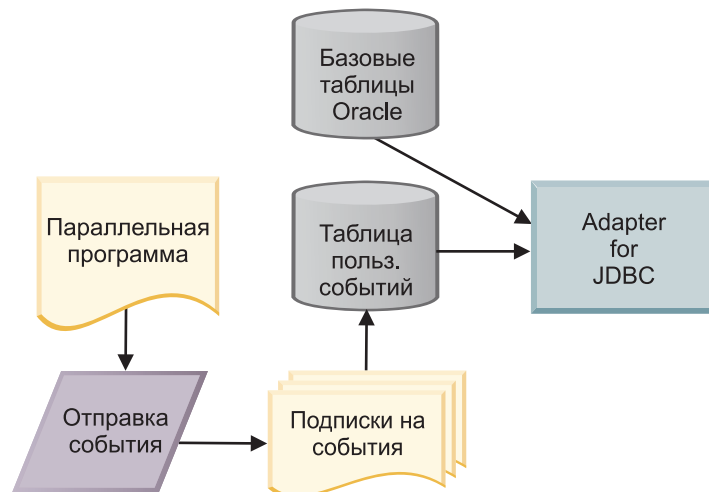 Базовые
таблицы
Oracle
Параллельная
программа
Таблица
польз.
событий
Adapter
for
JDBC
Отправка
события
Подписки на
события